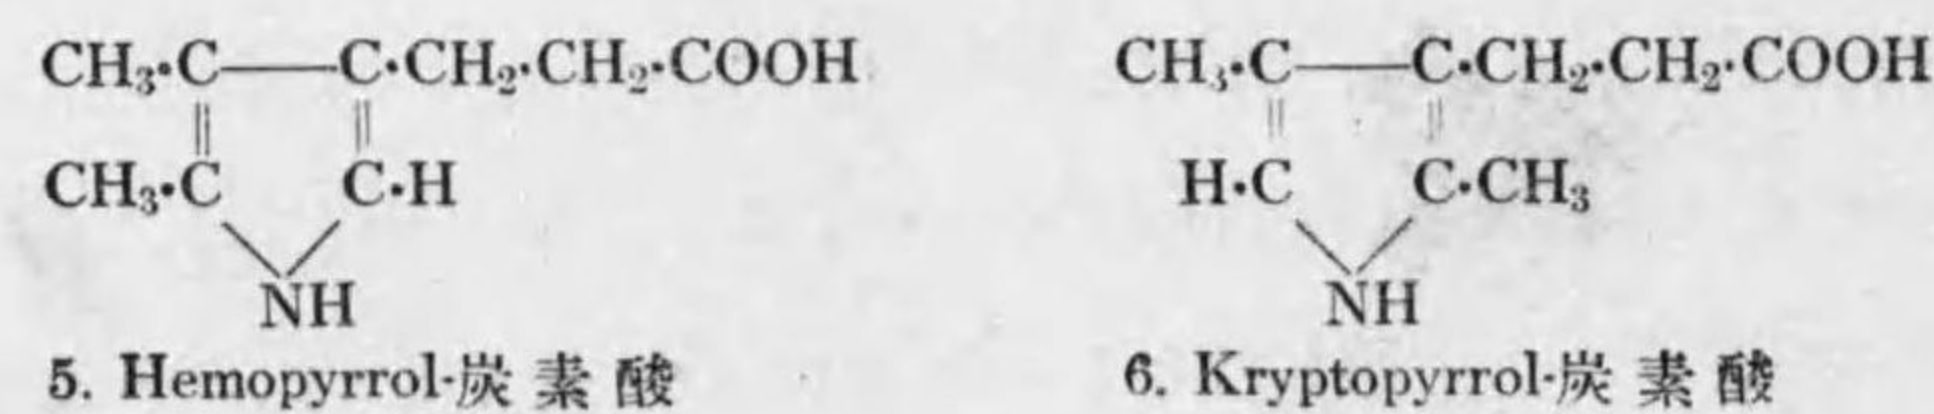 CH₃·C——C·CH₂·CH₂·COOH
CH₃·C C·H
NH
5. Hemopyrrol-炭素酸
CH₃·C——C·CH₂·CH₂·COOH
H·C C·CH₃
NH
6. Kryptopyrrol-炭素酸